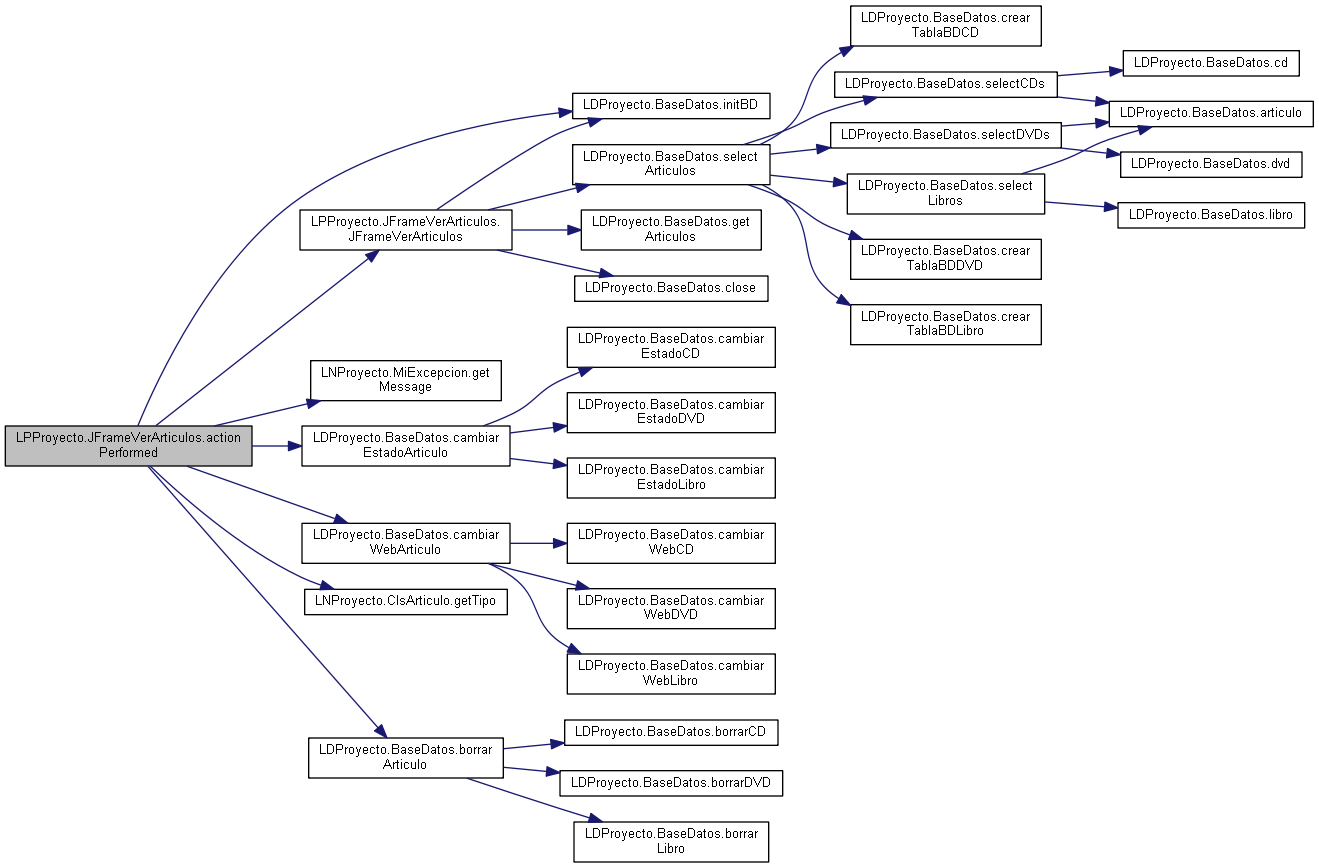 LDProyecto.BaseDatos.crear
TablaBDCD
LDProyecto.BaseDatos.cd
LDProyecto.BaseDatos.selectCDs
LDProyecto.BaseDatos.initBD
LDProyecto.BaseDatos.articulo
LDProyecto.BaseDatos.selectDVDs
LDProyecto.BaseDatos.select
Articulos
LDProyecto.BaseDatos.dvd
LDProyecto.BaseDatos.select
Libros
LDProyecto.BaseDatos.libro
LPProyecto.JFrameVerArticulos.
JFrameVerArticulos
LDProyecto.BaseDatos.get
Articulos
LDProyecto.BaseDatos.crear
TablaBDDVD
LDProyecto.BaseDatos.close
LDProyecto.BaseDatos.crear
TablaBDLibro
LDProyecto.BaseDatos.cambiar
EstadoCD
LNProyecto.MiExcepcion.get
Message
LDProyecto.BaseDatos.cambiar
EstadoDVD
LPProyecto.JFrameVerArticulos.action
Performed
LDProyecto.BaseDatos.cambiar
EstadoArticulo
LDProyecto.BaseDatos.cambiar
EstadoLibro
LDProyecto.BaseDatos.cambiar
WebArticulo
LDProyecto.BaseDatos.cambiar
WebCD
LNProyecto.ClsArticulo.getTipo
LDProyecto.BaseDatos.cambiar
WebDVD
LDProyecto.BaseDatos.cambiar
WebLibro
LDProyecto.BaseDatos.borrarCD
LDProyecto.BaseDatos.borrar
Articulo
LDProyecto.BaseDatos.borrarDVD
LDProyecto.BaseDatos.borrar
Libro